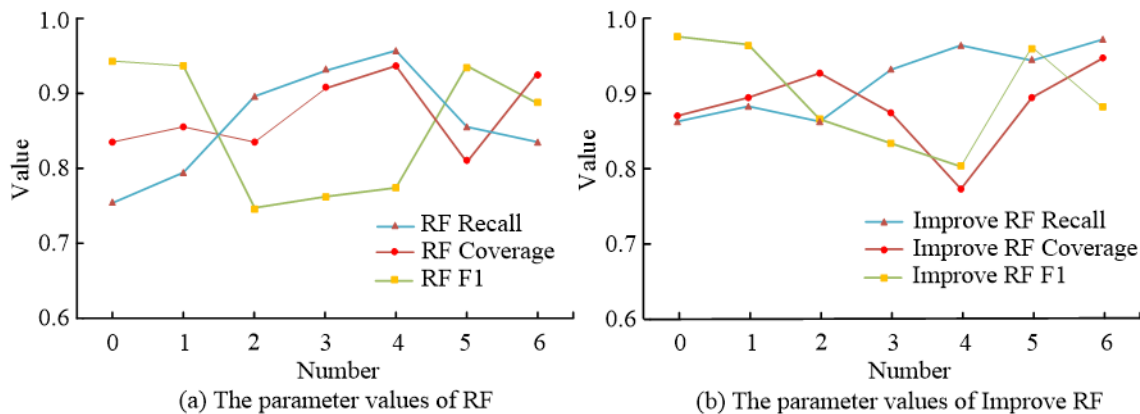 1.0
0.9
0.8
0.7
0.6
Value
RF Recall
RF Coverage
RF F1
0 1 2 3 4 5 6
Number
(a) The parameter values of RF
1.0
0.9
0.8
0.7
0.6
Value
Improve RF Recall
Improve RF Coverage
Improve RF F1
0 1 2 3 4 5 6
Number
(b) The parameter values of Improve RF